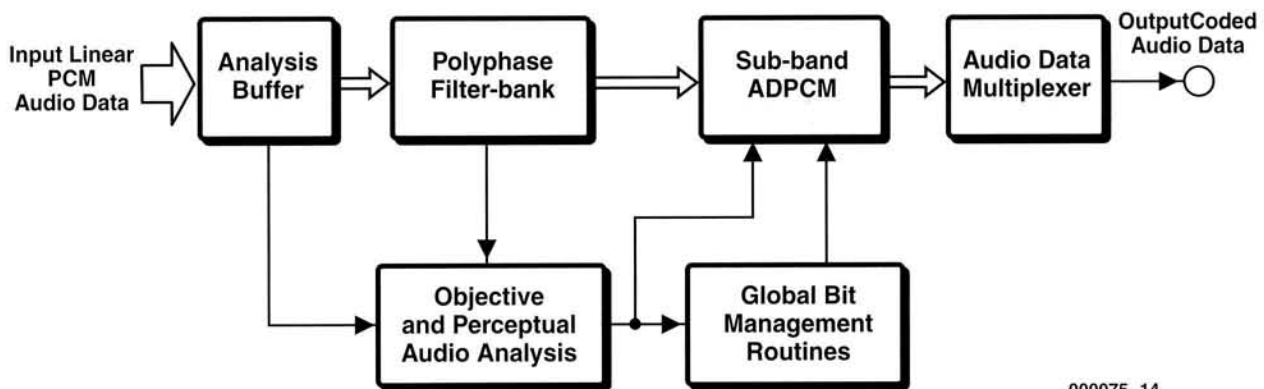 Input Linear
PCM
Audio Data
Analysis
Buffer
Polyphase
Filter-bank
Sub-band
ADPCM
Audio Data
Multiplexer
OutputCoded
Audio Data
Objective
and Perceptual
Audio Analysis
Global Bit
Management
Routines